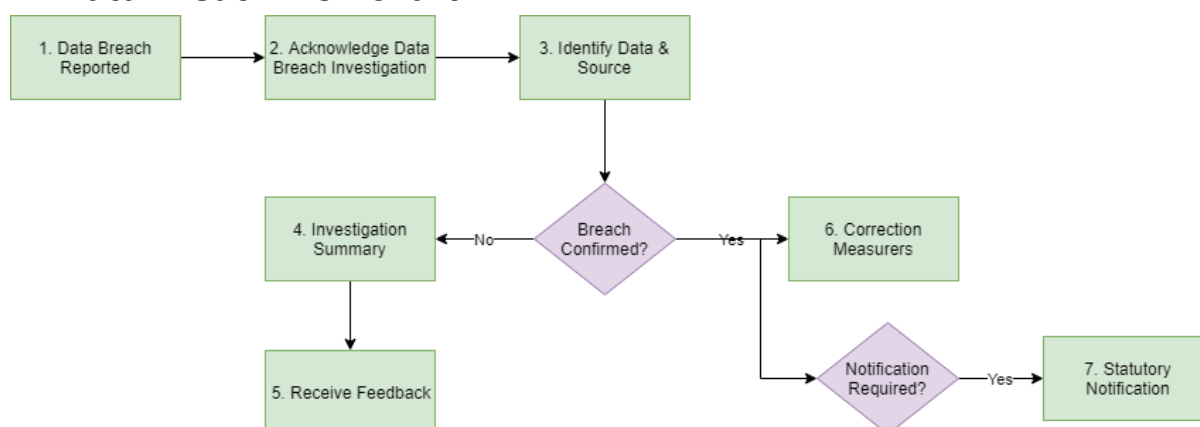 1. Data Breach
Reported
2. Acknowledge Data
Breach Investigation
3. Identify Data &
Source
4. Investigation
Summary
No
Breach
Confirmed?
Yes
6. Correction
Measurers
5. Receive Feedback
Notification
Required?
Yes
7. Statutory
Notification